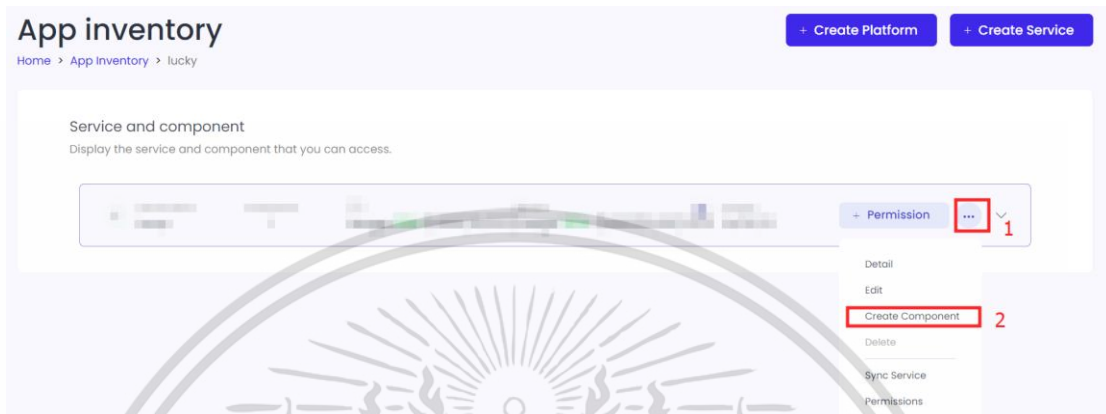 App inventory
+ Create Platform
+ Create Service
Home > App Inventory > lucky
Service and component
Display the service and component that you can access.
+ Permission
...
1
Detail
Edit
Create Component
2
Delete
Sync Service
Permissions